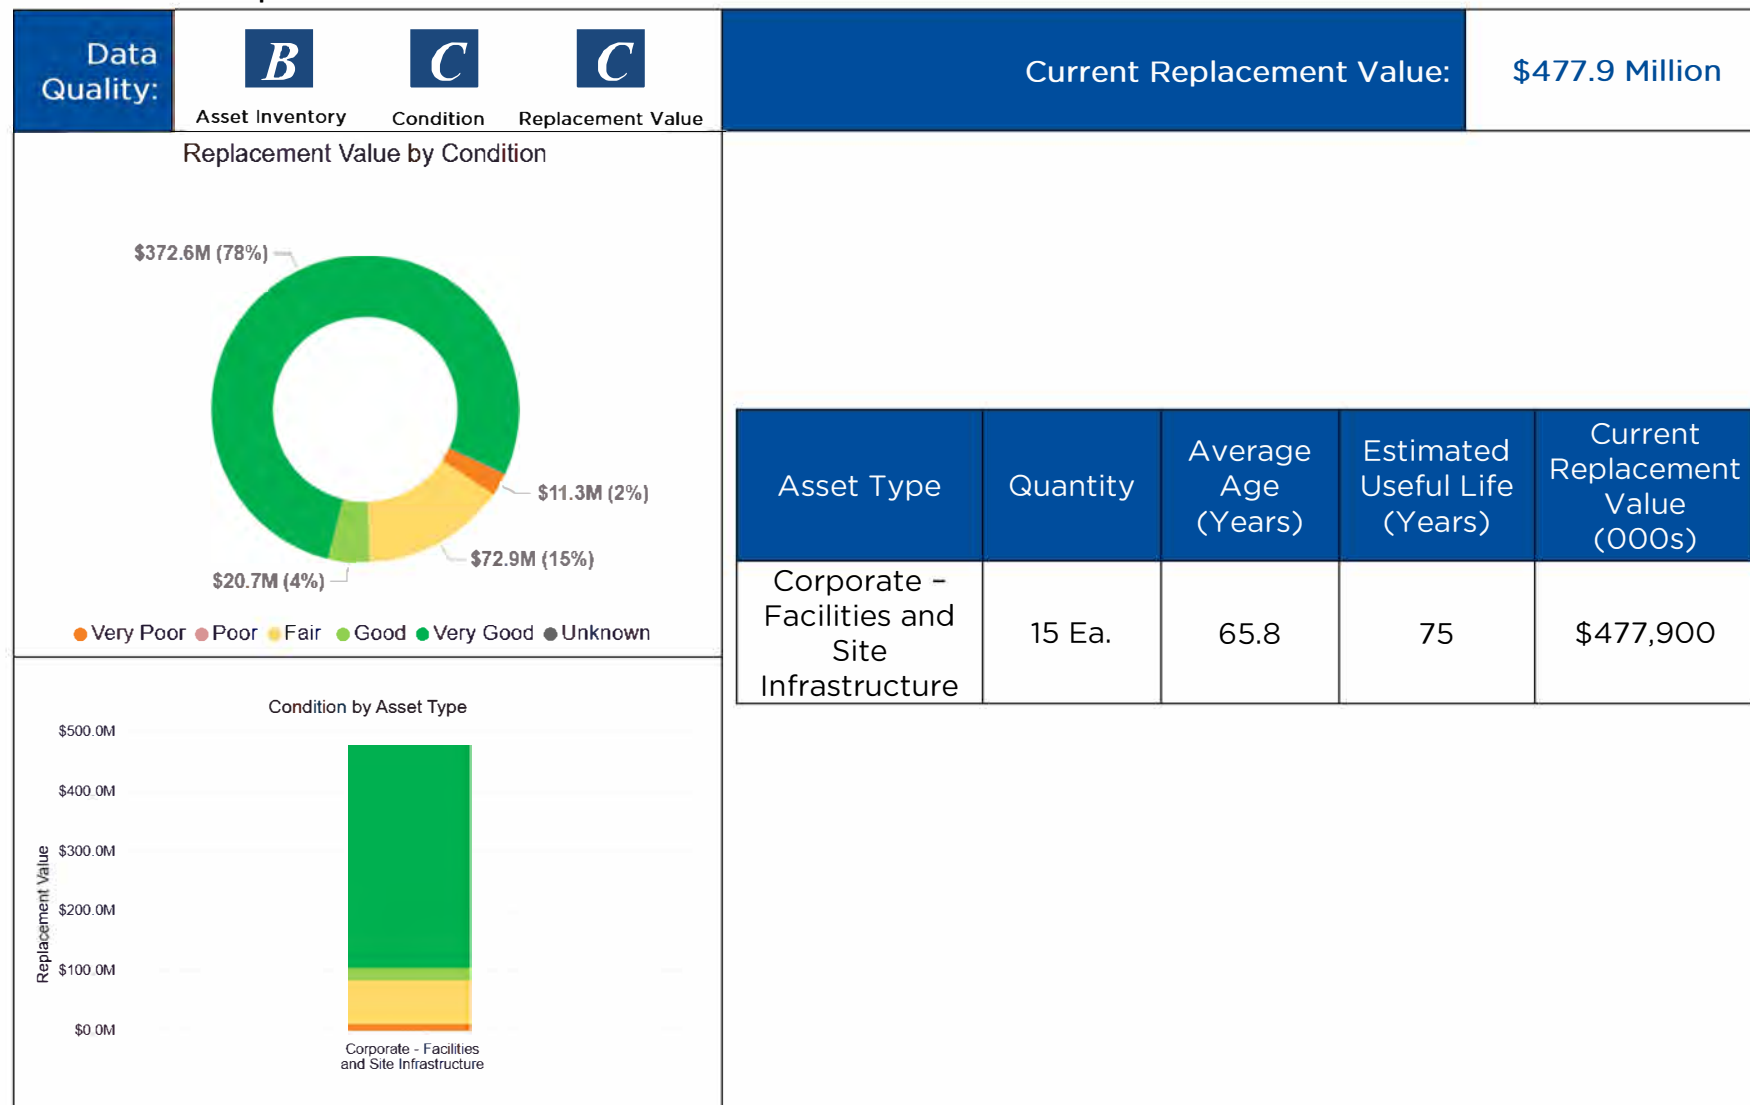 Data
Quality:
B
C
C
Asset Inventory
Condition
Replacement Value
Current Replacement Value:
$477.9 Million
Replacement Value by Condition
$372.6M (78%)
$11.3M (2%)
$72.9M (15%)
$20.7M (4%)
Very Poor Poor Fair Good Very Good Unknown
Condition by Asset Type
$500.0M
$400.0M
$300.0M
$200.0M
$100.0M
$0.0M
Replacement Value
Corporate - Facilities
and Site Infrastructure
Asset Type
Quantity
Average
Age
(Years)
Estimated
Useful Life
(Years)
Current
Replacement
Value
(000s)
Corporate –
Facilities and
Site
Infrastructure
15 Ea.
65.8
75
$477,900